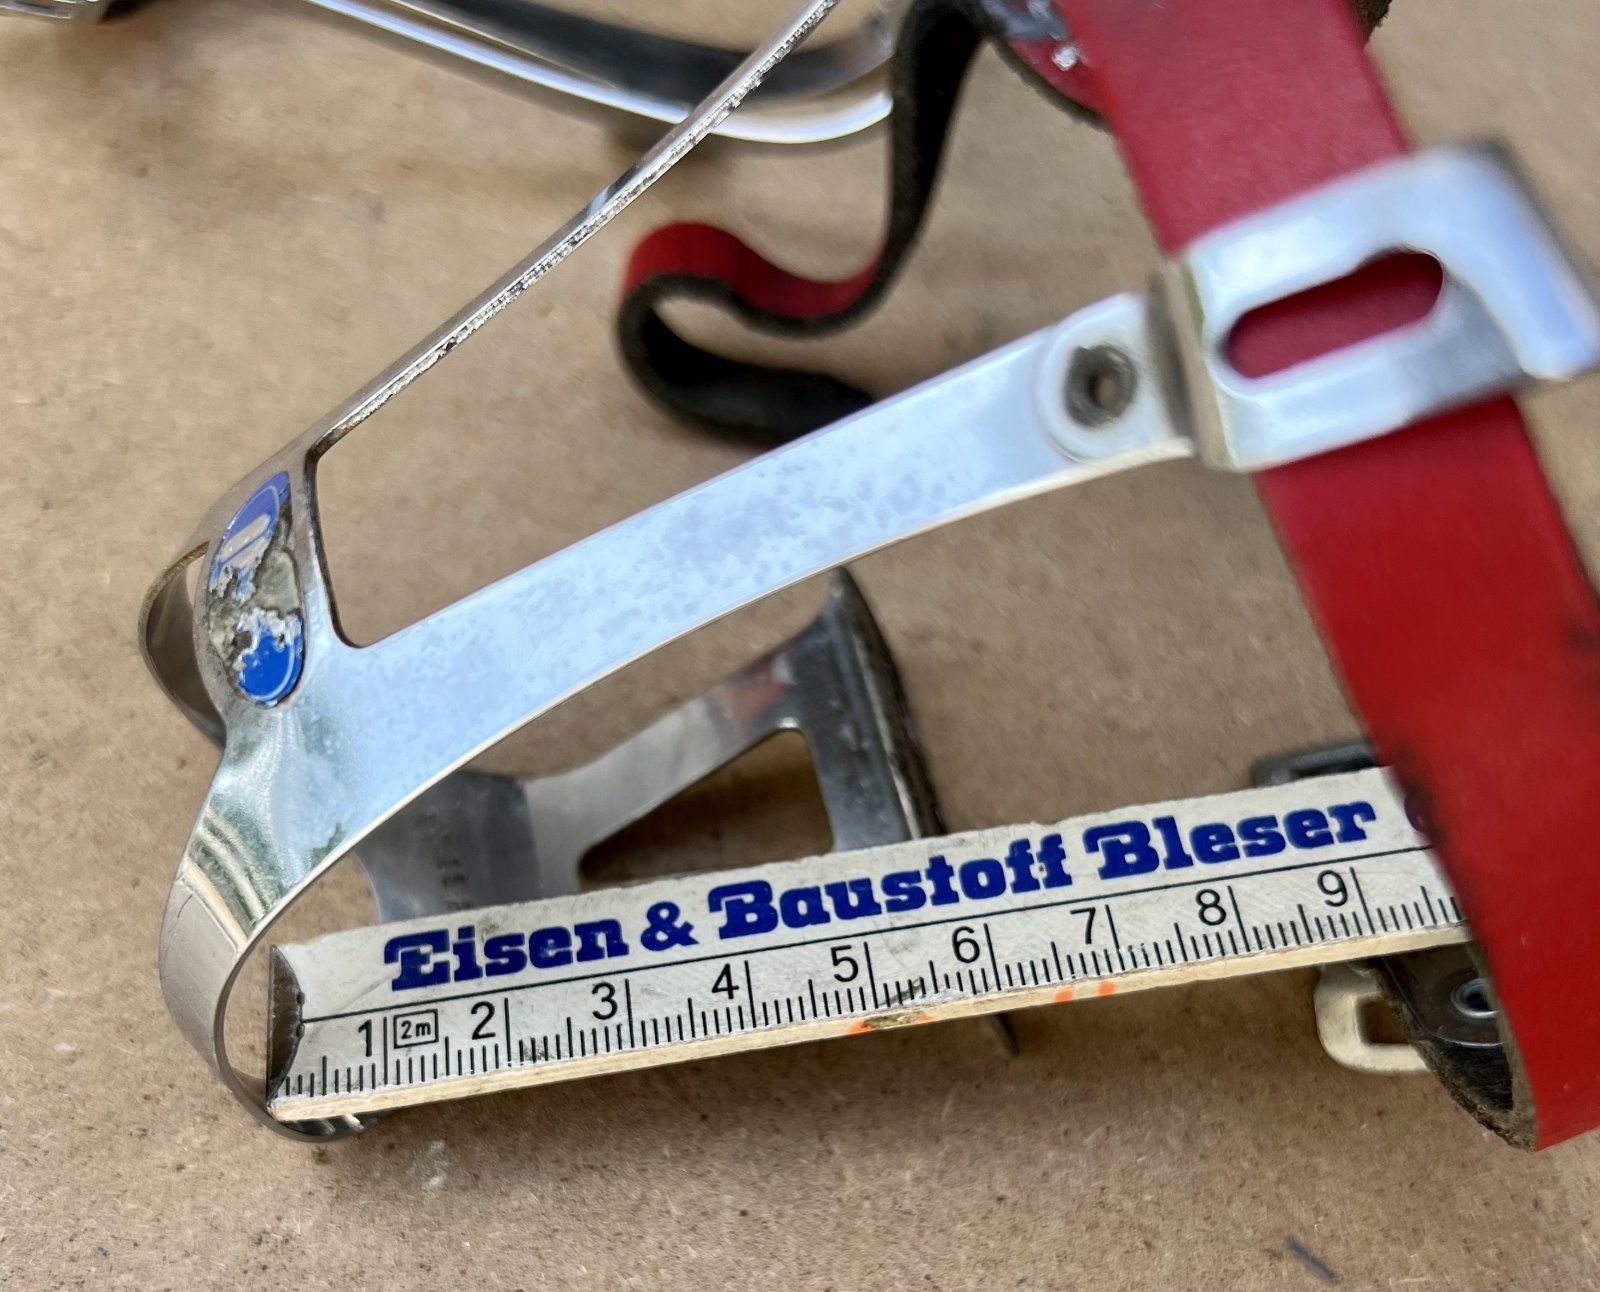 Eisen & Baustoff Bleser
1 2m 2 3 4 5 6 7 8 9